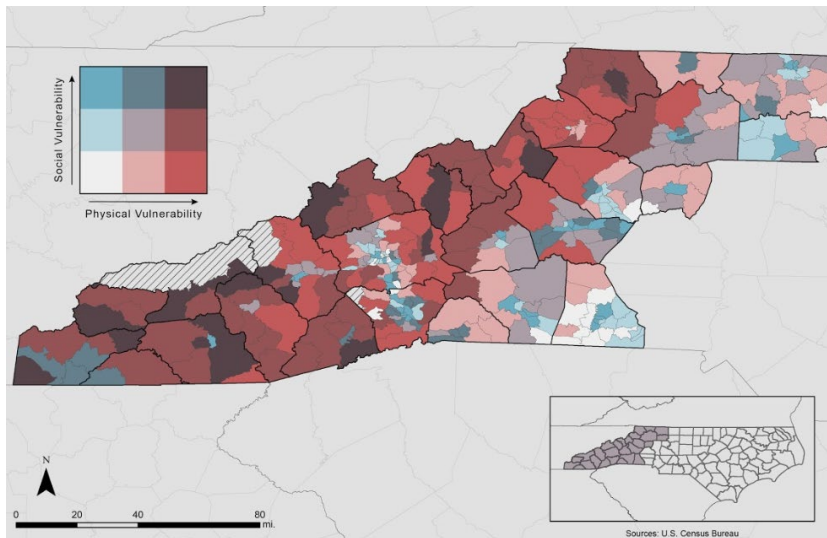 Social Vulnerability
Physical Vulnerability
N
0 20 40 80
mi.
Sources: U.S. Census Bureau